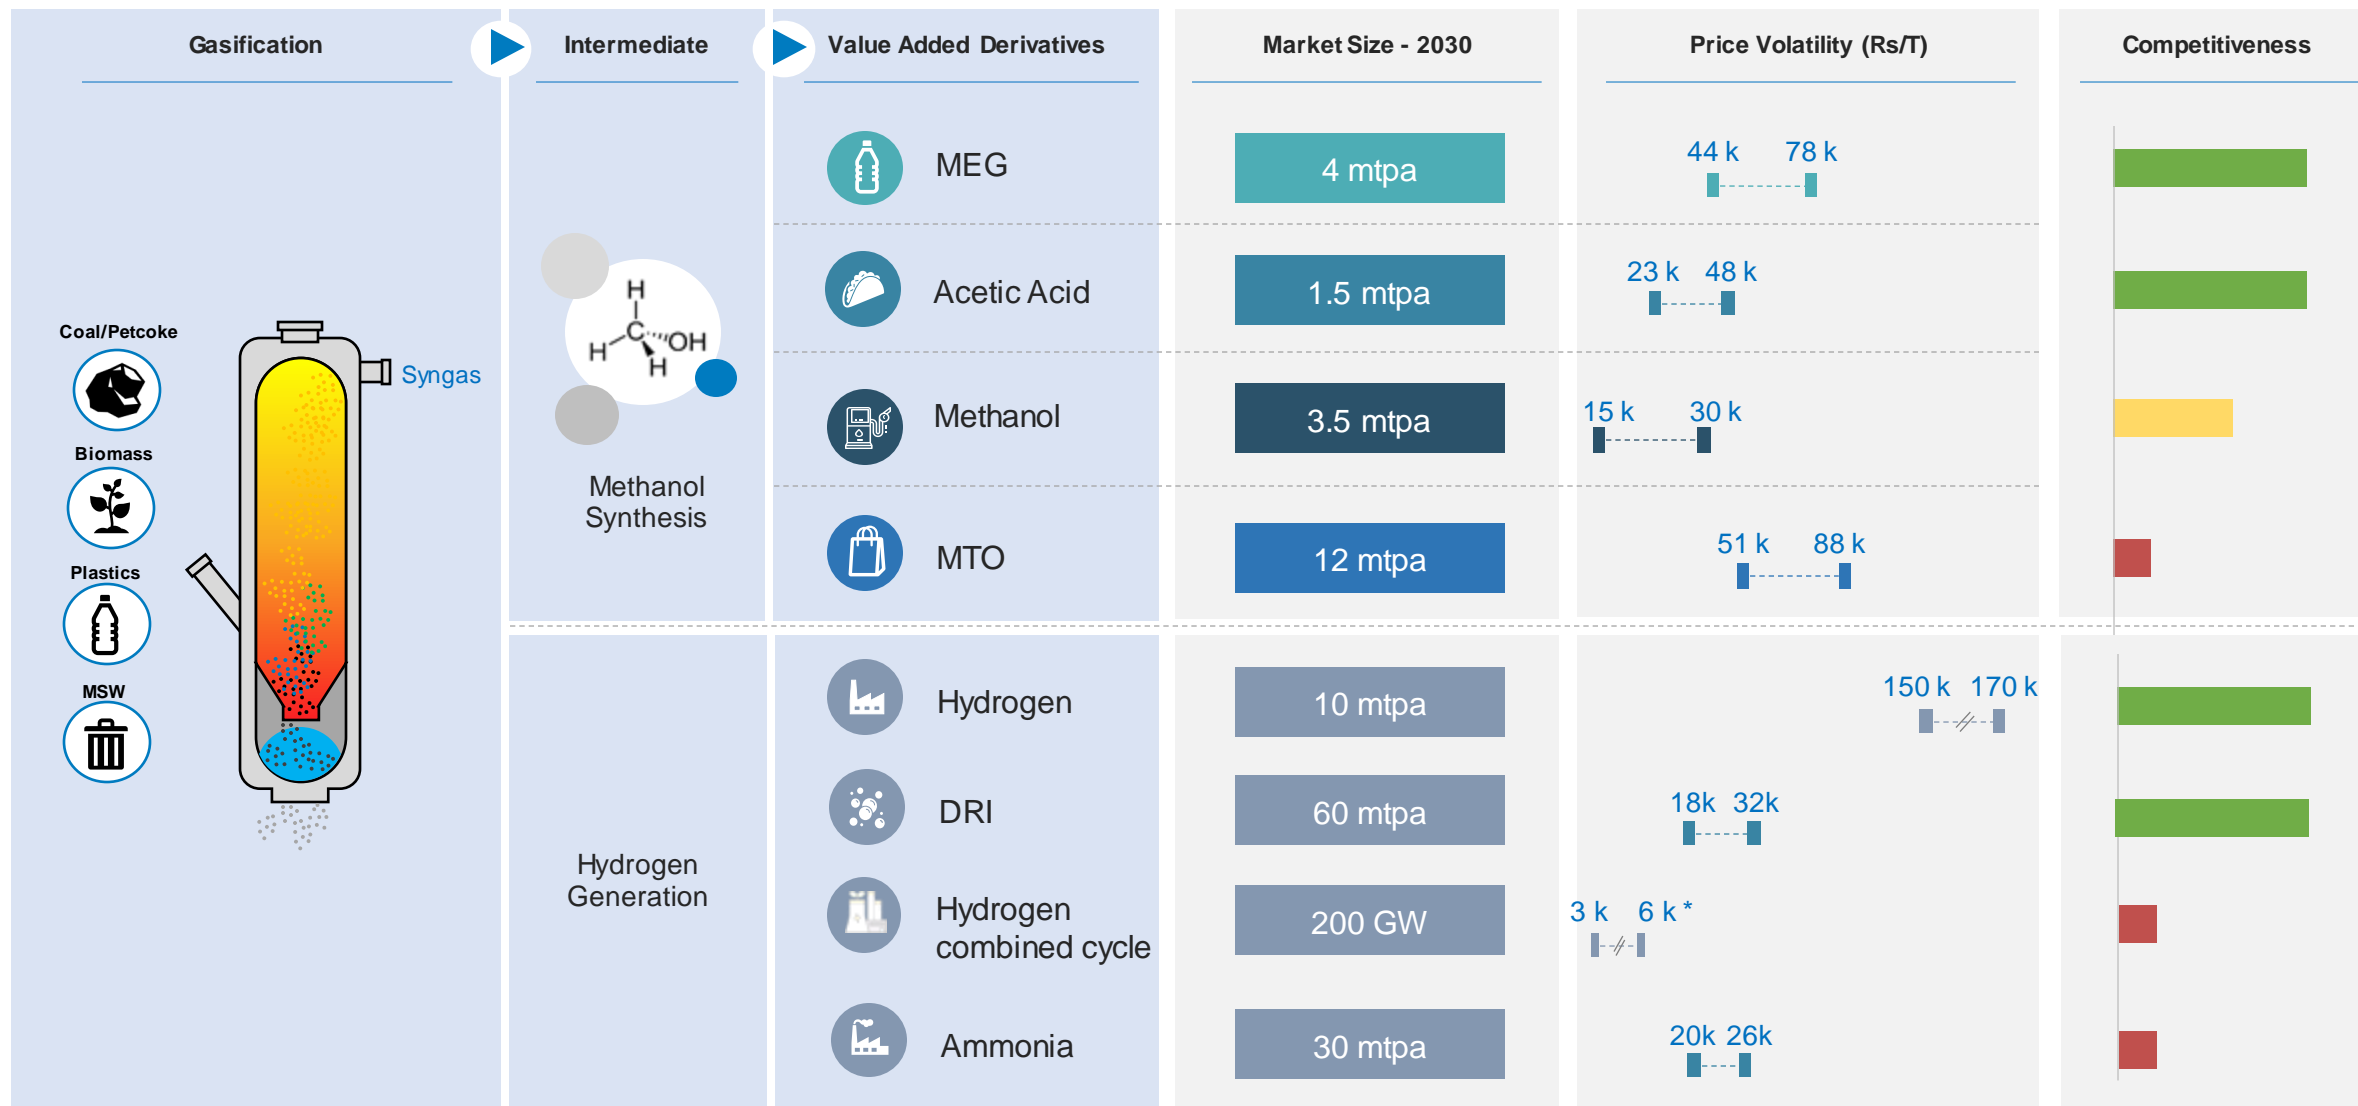 Gasification
Intermediate
Value Added Derivatives
Market Size - 2030
Price Volatility (Rs/T)
Competitiveness
Coal/Petcoke
Biomass
Plastics
MSW
Syngas
H
C
OH
H
H
Methanol
Synthesis
MEG
4 mtpa
44 k
78 k
Acetic Acid
1.5 mtpa
23 k
48 k
Methanol
3.5 mtpa
15 k
30 k
MTO
12 mtpa
51 k
88 k
Hydrogen
Generation
Hydrogen
10 mtpa
150 k
170 k
DRI
60 mtpa
18k
32k
Hydrogen
combined cycle
200 GW
3 k
6 k *
Ammonia
30 mtpa
20k
26k